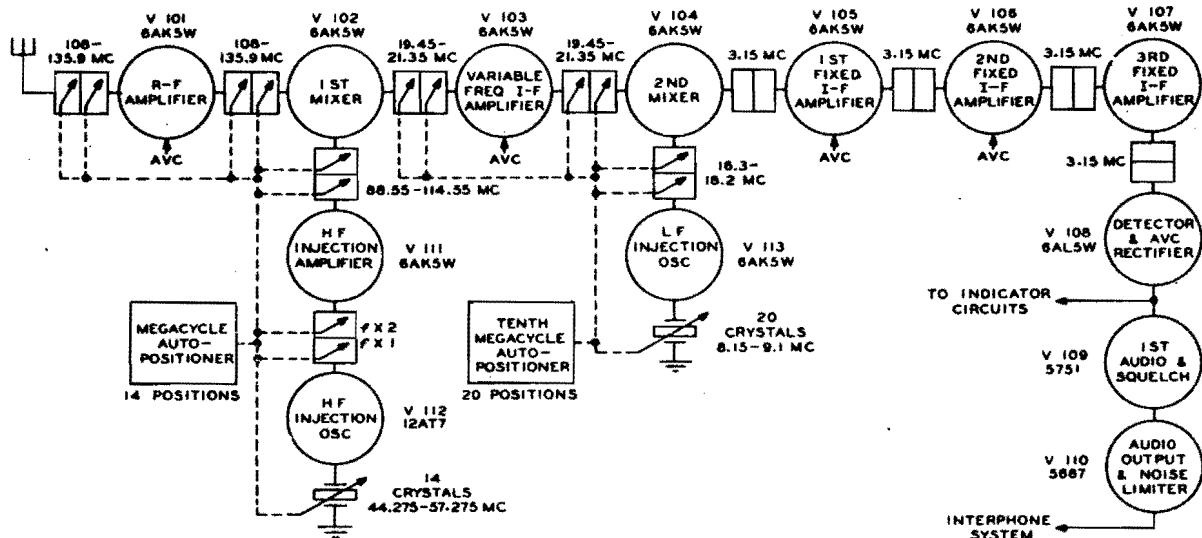 V 101
6AK5W
V 102
6AK5W
V 103
6AK5W
V 104
6AK5W
V 105
6AK5W
V 106
6AK5W
V 107
6AK5W
108-
135.9 MC
R-F
AMPLIFIER
AVC
108-
135.9 MC
1ST
MIXER
19.45-
21.35 MC
VARIABLE
FREQ I-F
AMPLIFIER
AVC
19.45-
21.35 MC
2ND
MIXER
3.15 MC
1ST
FIXED
I-F
AMPLIFIER
AVC
3.15 MC
2ND
FIXED
I-F
AMPLIFIER
AVC
3.15 MC
3RD
FIXED
I-F
AMPLIFIER
88.55-114.55 MC
16.3-
18.2 MC
3.15 MC
HF
INJECTION
AMPLIFIER
V 111
6AK5W
LF
INJECTION
OSC
V 113
6AK5W
V 108
6AL5W
DETECTOR
& AVC
RECTIFIER
TO INDICATOR
CIRCUITS
MEGACYCLE
AUTO-
POSITIONER
14 POSITIONS
f X 2
f X 1
TENTH
MEGACYCLE
AUTO-
POSITIONER
20 POSITIONS
20
CRYSTALS
8.15-9.1 MC
V 109
5751
1ST
AUDIO &
SQUELCH
HF
INJECTION
OSC
V 112
12AT7
14
CRYSTALS
44.275-57.275 MC
V 110
5687
AUDIO
OUTPUT
& NOISE
LIMITER
INTERPHONE
SYSTEM